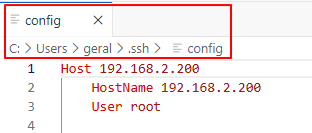 config ×
C: > Users > geral > .ssh > config
1 Host 192.168.2.200
2     HostName 192.168.2.200
3     User root